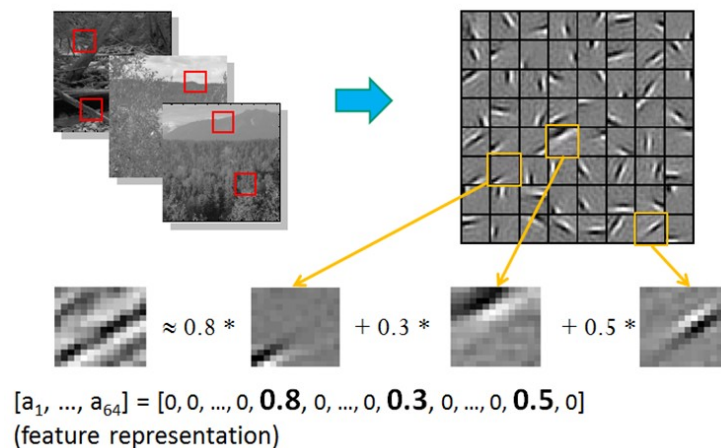 ≈ 0.8 * + 0.3 * + 0.5 *
[a₁, ..., a₆₄] = [0, 0, ..., 0, 0.8, 0, ..., 0, 0.3, 0, ..., 0, 0.5, 0]
(feature representation)